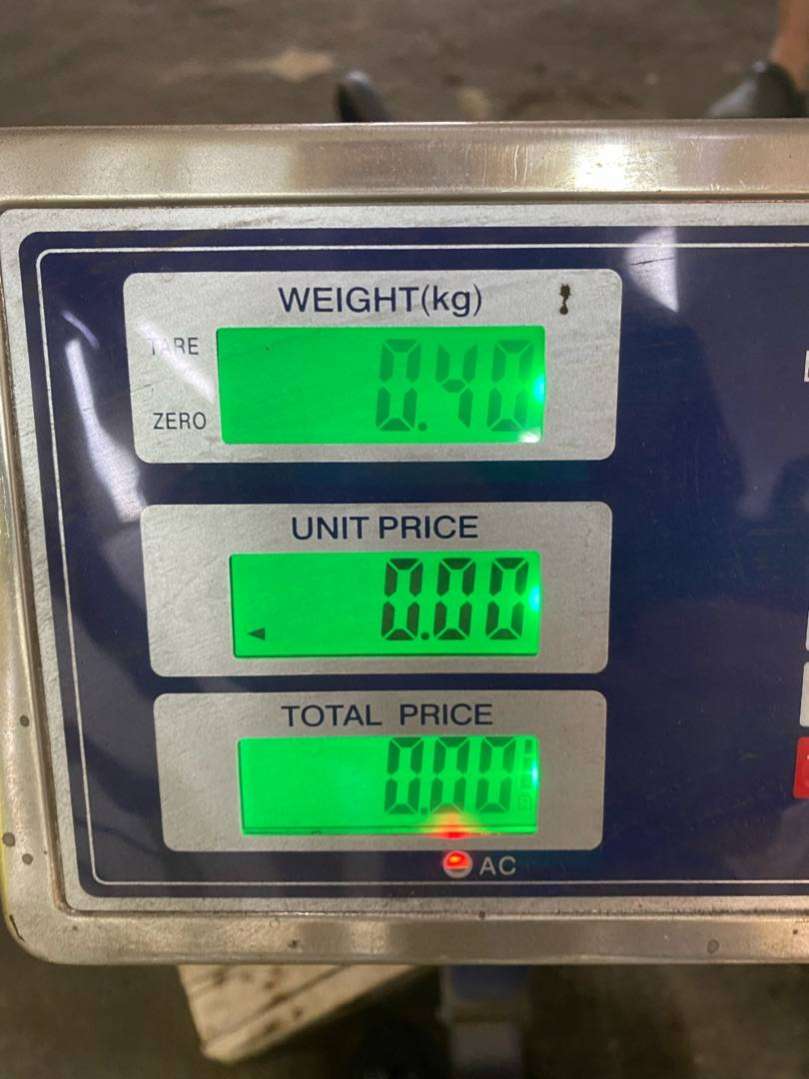 WEIGHT(kg)
TARE
0.40
ZERO
UNIT PRICE
0.00
TOTAL PRICE
0.00
AC